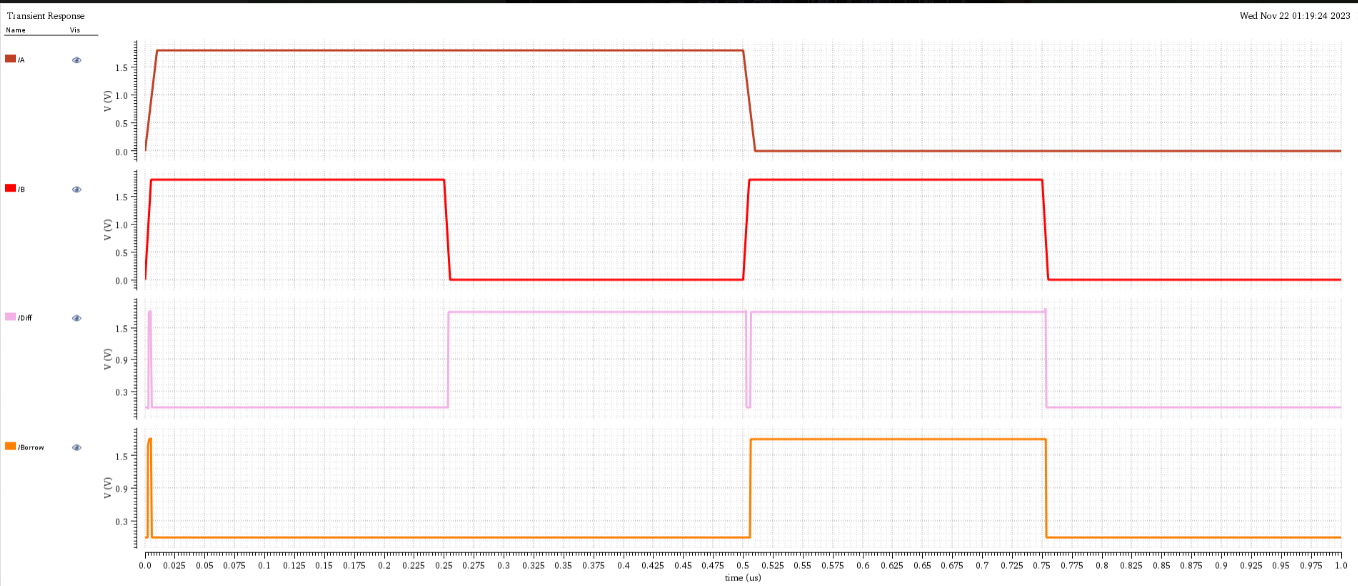 Transient Response
Wed Nov 22 01:19:24 2023
Name Vis
/A
V (V)
1.5
1.0
0.5
0.0
/B
V (V)
1.5
1.0
0.5
0.0
/Diff
V (V)
1.5
0.9
0.3
/Borrow
V (V)
1.5
0.9
0.3
0.0 0.025 0.05 0.075 0.1 0.125 0.15 0.175 0.2 0.225 0.25 0.275 0.3 0.325 0.35 0.375 0.4 0.425 0.45 0.475 0.5 0.525 0.55 0.575 0.6 0.625 0.65 0.675 0.7 0.725 0.75 0.775 0.8 0.825 0.85 0.875 0.9 0.925 0.95 0.975 1.0
time (us)